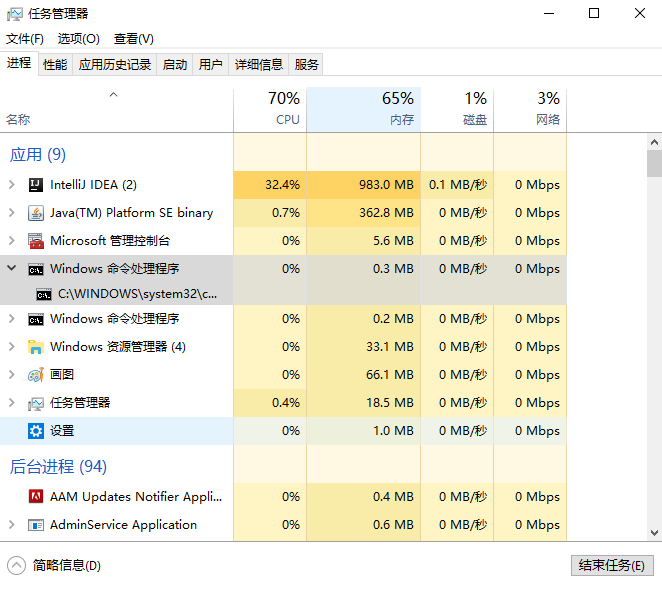 任务管理器
文件(F) 选项(O) 查看(V)
进程 性能 应用历史记录 启动 用户 详细信息 服务
70% 65% 1% 3%
名称 CPU 内存 磁盘 网络
应用 (9)
IntelliJ IDEA (2) 32.4% 983.0 MB 0.1 MB/秒 0 Mbps
Java(TM) Platform SE binary 0.7% 362.8 MB 0 MB/秒 0 Mbps
Microsoft 管理控制台 0% 5.6 MB 0 MB/秒 0 Mbps
Windows 命令处理程序 0% 0.3 MB 0 MB/秒 0 Mbps
C:\WINDOWS\system32\c...
Windows 命令处理程序 0% 0.2 MB 0 MB/秒 0 Mbps
Windows 资源管理器 (4) 0% 33.1 MB 0 MB/秒 0 Mbps
画图 0% 66.1 MB 0 MB/秒 0 Mbps
任务管理器 0.4% 18.5 MB 0 MB/秒 0 Mbps
设置 0% 1.0 MB 0 MB/秒 0 Mbps
后台进程 (94)
AAM Updates Notifier Appli... 0% 0.4 MB 0 MB/秒 0 Mbps
AdminService Application 0% 0.6 MB 0 MB/秒 0 Mbps
简略信息(D) 结束任务(E)